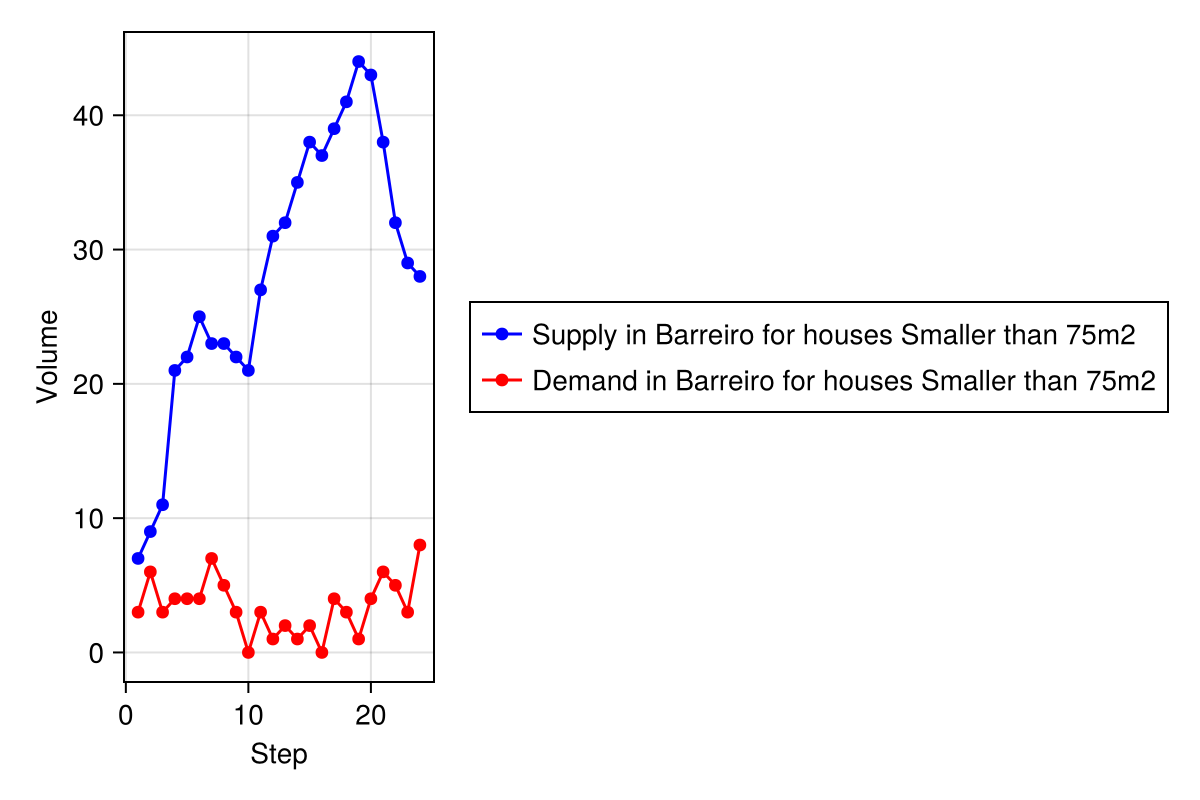 Volume
40
30
20
10
0
0 10 20
Step
Supply in Barreiro for houses Smaller than 75m2
Demand in Barreiro for houses Smaller than 75m2